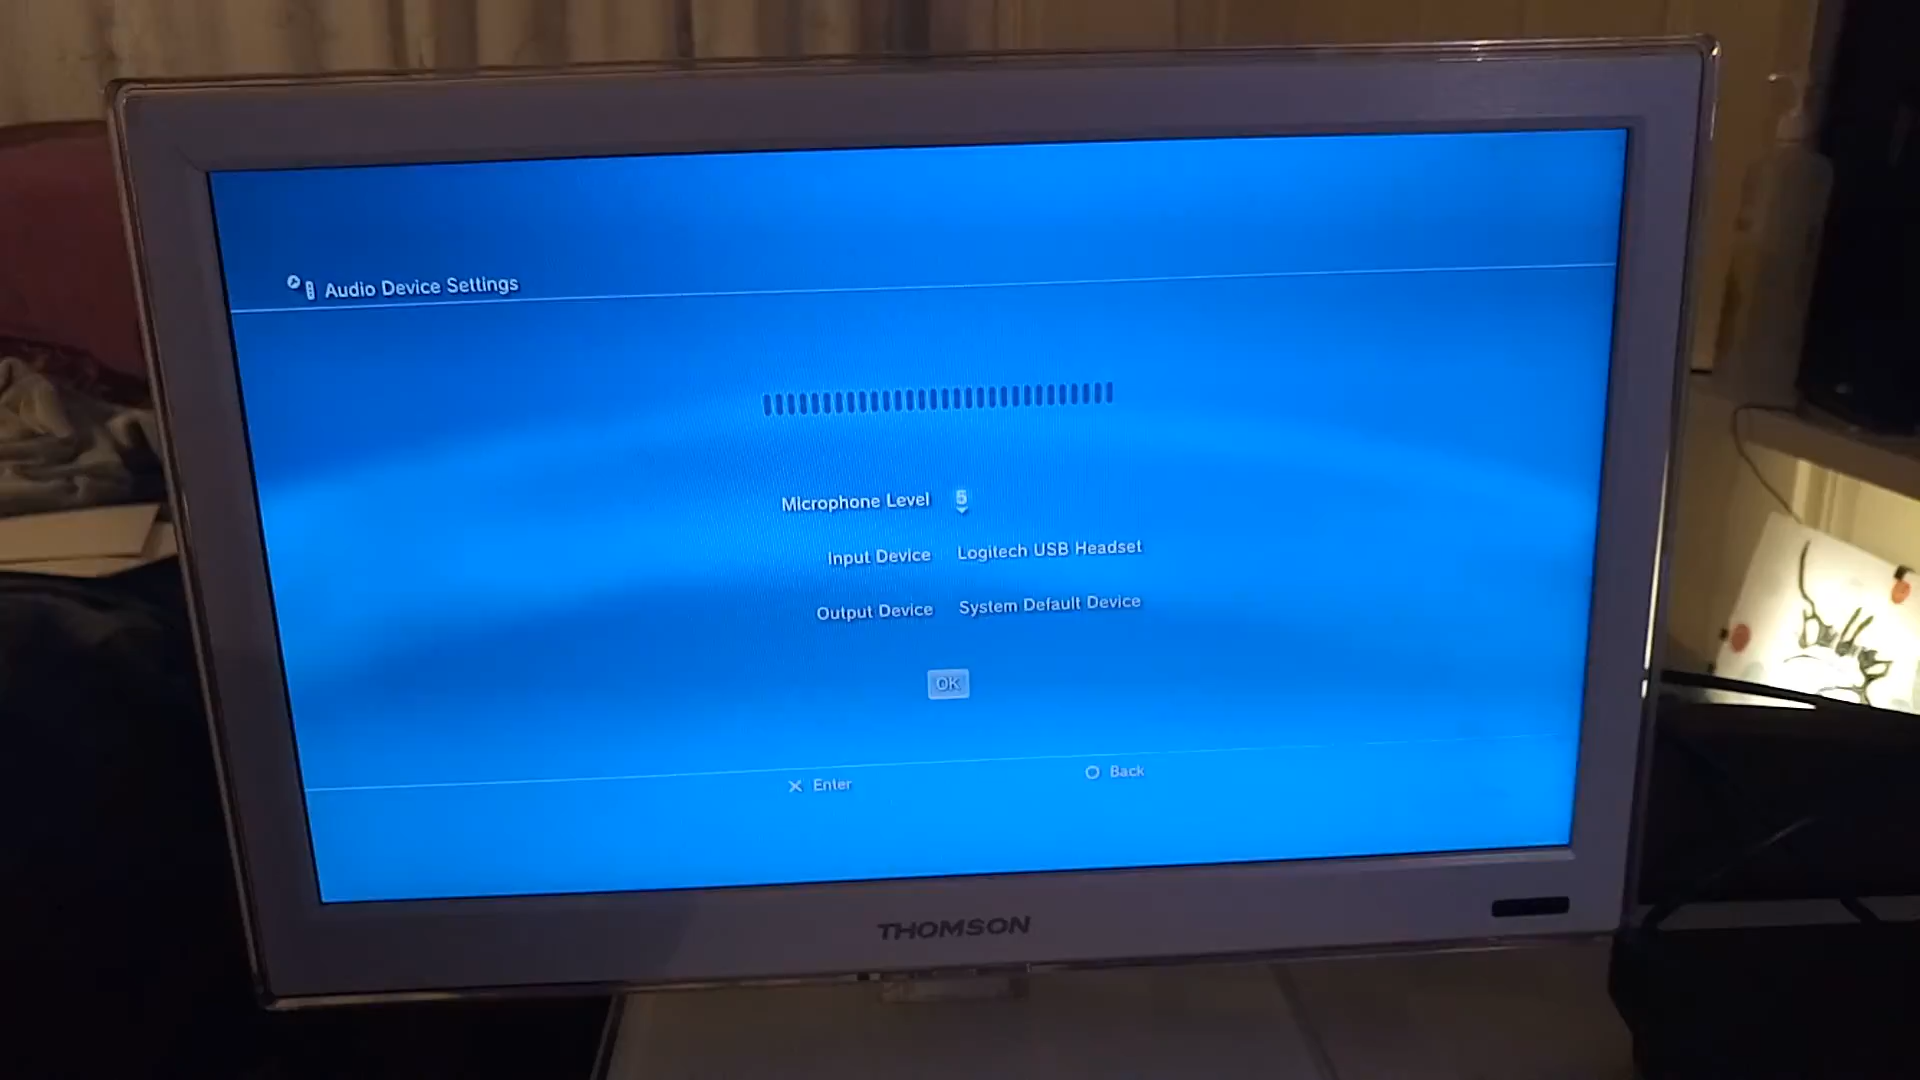 Audio Device Settings
Microphone Level 5
Input Device Logitech USB Headset
Output Device System Default Device
OK
Enter
Back
THOMSON